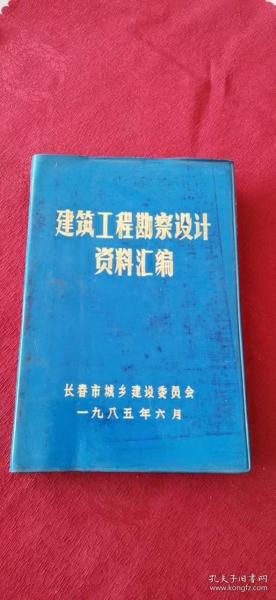 建筑工程勘察设计
资料汇编
长春市城乡建设委员会
一九八五年六月
孔夫子旧书网
www.kongfz.com